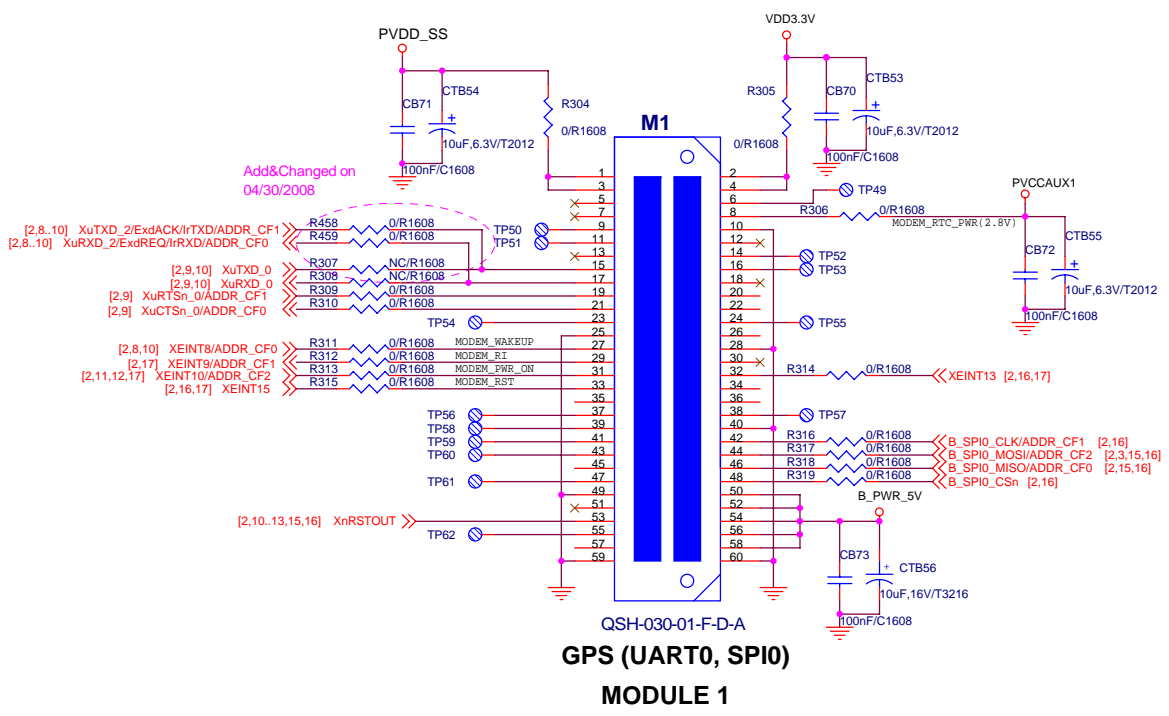 PVDD_SS
VDD3.3V
CB71
CTB54
R304
0/R1608
10uF,6.3V/T2012
100nF/C1608
R305
0/R1608
CB70
CTB53
10uF,6.3V/T2012
100nF/C1608
M1
Add&Changed on
04/30/2008
1
3
5
7
9
11
13
15
17
19
21
23
25
27
29
31
33
35
37
39
41
43
45
47
49
51
53
55
57
59
2
4
6
8
10
12
14
16
18
20
22
24
26
28
30
32
34
36
38
40
42
44
46
48
50
52
54
56
58
60
[2,8..10] XuTXD_2/ExdACK/IrTXD/ADDR_CF1 R458 0/R1608
[2,8..10] XuRXD_2/ExdREQ/IrRXD/ADDR_CF0 R459 0/R1608
[2,9,10] XuTXD_0 R307 NC/R1608
[2,9,10] XuRXD_0 R308 NC/R1608
[2,9] XuRTSn_0/ADDR_CF1 R309 0/R1608
[2,9] XuCTSn_0/ADDR_CF0 R310 0/R1608
TP50
TP51
TP54
[2,8,10] XEINT8/ADDR_CF0 R311 0/R1608 MODEM_WAKEUP
[2,17] XEINT9/ADDR_CF1 R312 0/R1608 MODEM_RI
[2,11,12,17] XEINT10/ADDR_CF2 R313 0/R1608 MODEM_PWR_ON
[2,16,17] XEINT15 R315 0/R1608 MODEM_RST
TP56
TP58
TP59
TP60
TP61
[2,10..13,15,16] XnRSTOUT
TP62
TP49
PVCCAUX1
R306 0/R1608
MODEM_RTC_PWR(2.8V)
CB72
CTB55
10uF,6.3V/T2012
100nF/C1608
TP52
TP53
TP55
R314 0/R1608 XEINT13 [2,16,17]
TP57
R316 0/R1608 B_SPI0_CLK/ADDR_CF1 [2,16]
R317 0/R1608 B_SPI0_MOSI/ADDR_CF2 [2,3,15,16]
R318 0/R1608 B_SPI0_MISO/ADDR_CF0 [2,15,16]
R319 0/R1608 B_SPI0_CSn [2,16]
B_PWR_5V
CB73
CTB56
10uF,16V/T3216
100nF/C1608
QSH-030-01-F-D-A
GPS (UART0, SPI0)
MODULE 1